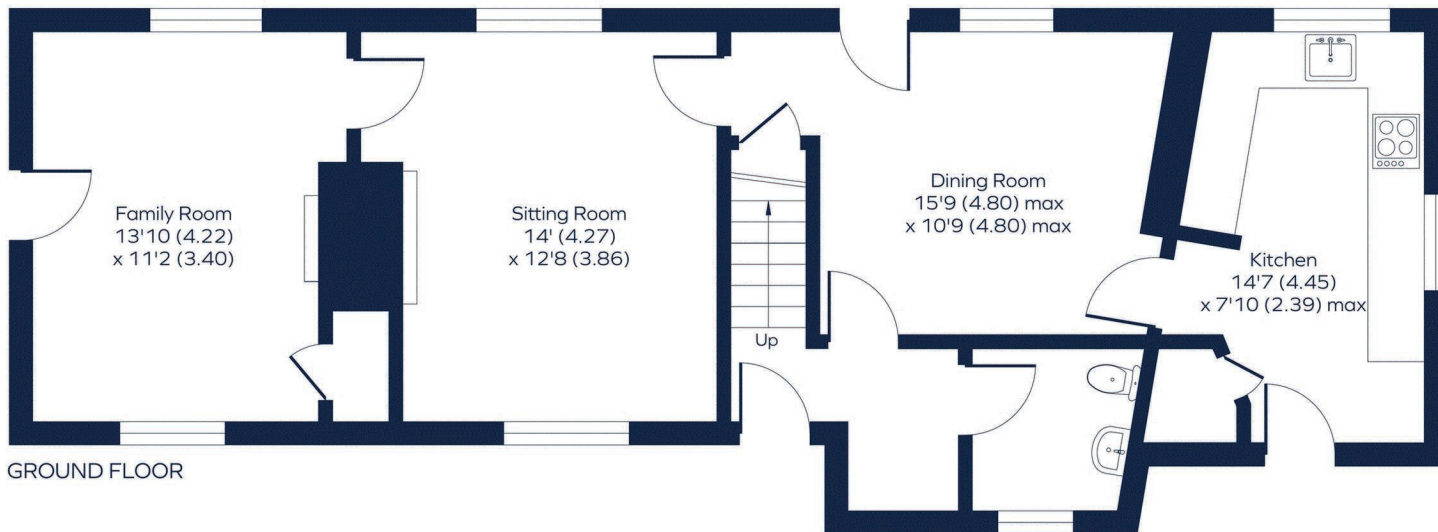 Family Room
13'10 (4.22)
x 11'2 (3.40)
Sitting Room
14' (4.27)
x 12'8 (3.86)
Up
Dining Room
15'9 (4.80) max
x 10'9 (4.80) max
Kitchen
14'7 (4.45)
x 7'10 (2.39) max
GROUND FLOOR